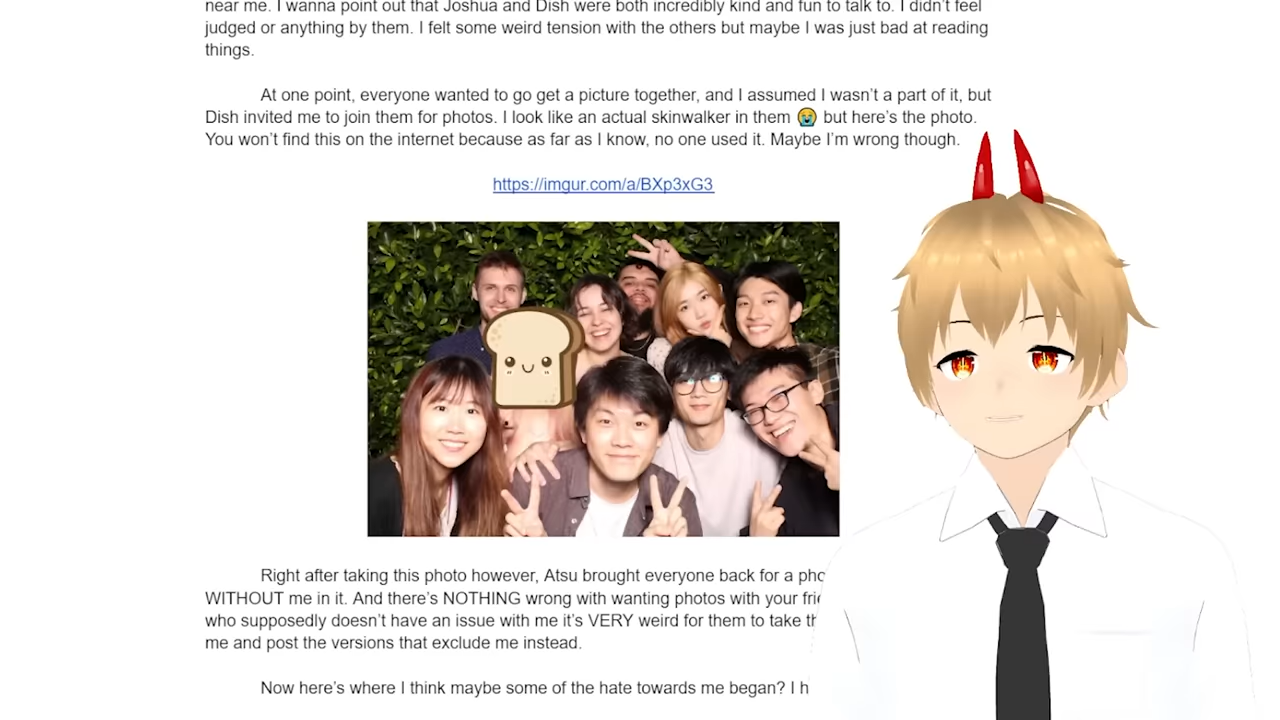 near me. I wanna point out that Joshua and Dish were both incredibly kind and fun to talk to. I didn't feel
judged or anything by them. I felt some weird tension with the others but maybe I was just bad at reading
things.
At one point, everyone wanted to go get a picture together, and I assumed I wasn't a part of it, but
Dish invited me to join them for photos. I look like an actual skinwalker in them 😭 but here's the photo.
You won't find this on the internet because as far as I know, no one used it. Maybe I'm wrong though.
https://imgur.com/a/BXp3xG3
Right after taking this photo however, Atsu brought everyone back for a pho
WITHOUT me in it. And there's NOTHING wrong with wanting photos with your frie
who supposedly doesn't have an issue with me it's VERY weird for them to take th
me and post the versions that exclude me instead.
Now here's where I think maybe some of the hate towards me began? I h